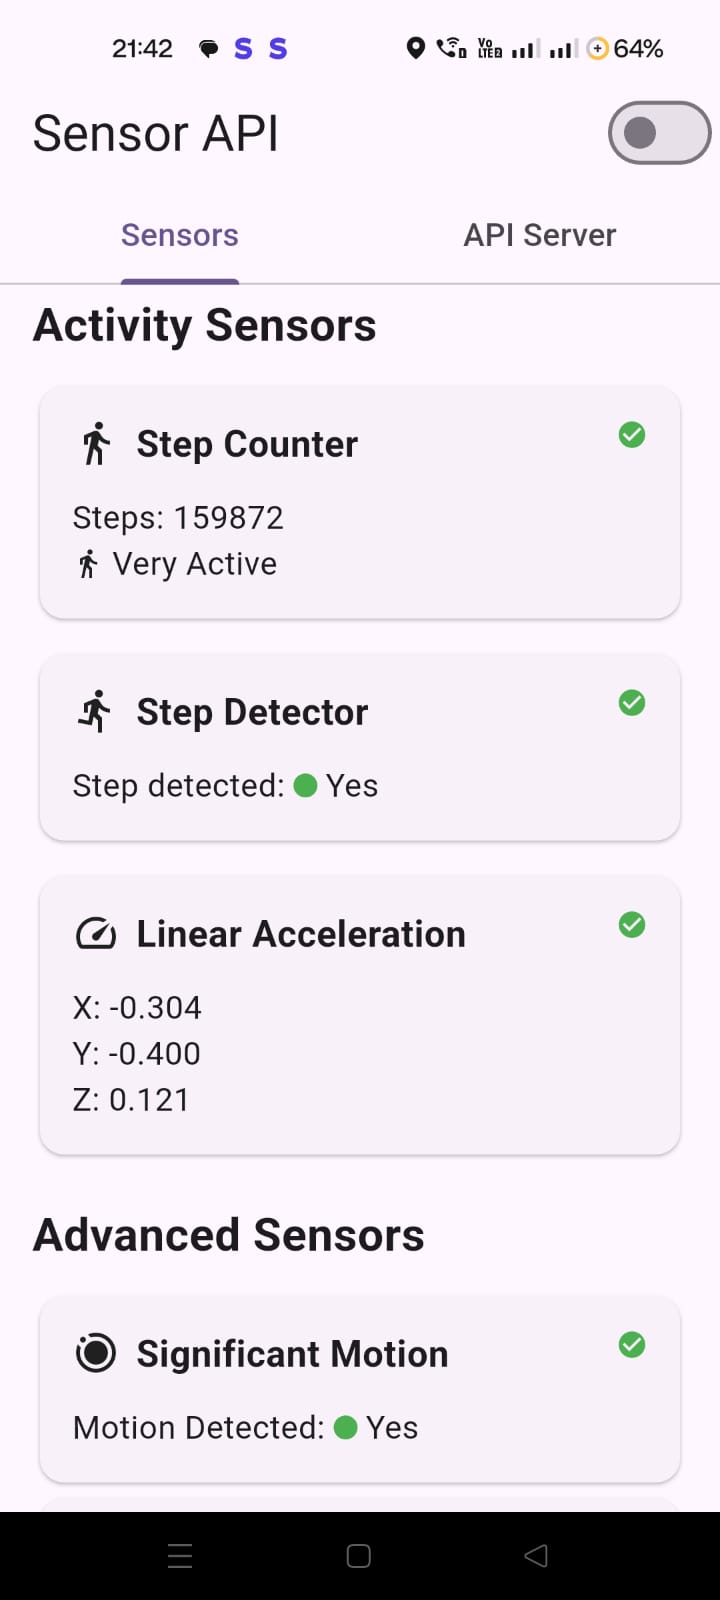 21:42
S S
Vo
LTE2
64%
Sensor API
Sensors
API Server
Activity Sensors
Step Counter
Steps: 159872
Very Active
Step Detector
Step detected: Yes
Linear Acceleration
X: -0.304
Y: -0.400
Z: 0.121
Advanced Sensors
Significant Motion
Motion Detected: Yes